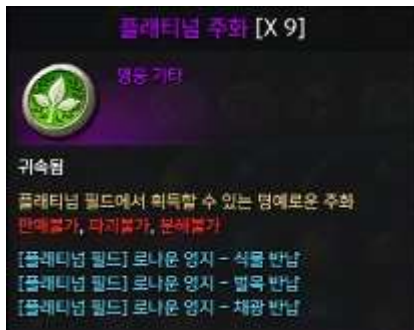 플래티넘 주화 [X 9]
영웅 기타
귀속됨
플래티넘 필드에서 획득할 수 있는 명예로운 주화
판매불가, 파괴불가, 분해불가
[플래티넘 필드] 로나운 영지 - 식물 반납
[플래티넘 필드] 로나운 영지 - 벌목 반납
[플래티넘 필드] 로나운 영지 - 채광 반납